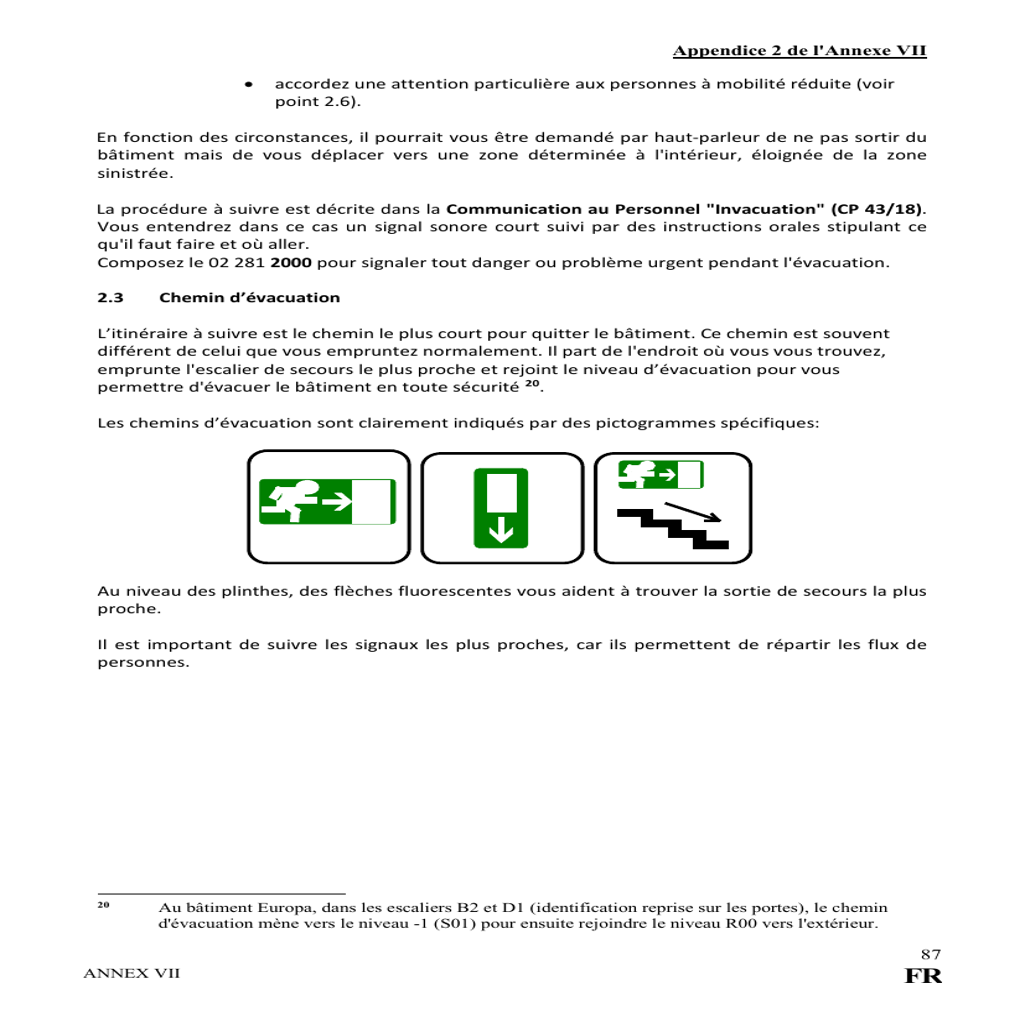 Appendice 2 de l'Annexe VII
• accordez une attention particulière aux personnes à mobilité réduite (voir
point 2.6).
En fonction des circonstances, il pourrait vous être demandé par haut-parleur de ne pas sortir du
bâtiment mais de vous déplacer vers une zone déterminée à l'intérieur, éloignée de la zone
sinistrée.
La procédure à suivre est décrite dans la Communication au Personnel "Invacuation" (CP 43/18).
Vous entendrez dans ce cas un signal sonore court suivi par des instructions orales stipulant ce
qu'il faut faire et où aller.
Composez le 02 281 2000 pour signaler tout danger ou problème urgent pendant l'évacuation.
2.3 Chemin d’évacuation
L’itinéraire à suivre est le chemin le plus court pour quitter le bâtiment. Ce chemin est souvent
différent de celui que vous empruntez normalement. Il part de l'endroit où vous vous trouvez,
emprunte l'escalier de secours le plus proche et rejoint le niveau d’évacuation pour vous
permettre d'évacuer le bâtiment en toute sécurité 20.
Les chemins d’évacuation sont clairement indiqués par des pictogrammes spécifiques:
Au niveau des plinthes, des flèches fluorescentes vous aident à trouver la sortie de secours la plus
proche.
Il est important de suivre les signaux les plus proches, car ils permettent de répartir les flux de
personnes.
20 Au bâtiment Europa, dans les escaliers B2 et D1 (identification reprise sur les portes), le chemin
d'évacuation mène vers le niveau -1 (S01) pour ensuite rejoindre le niveau R00 vers l'extérieur.
87
ANNEX VII FR